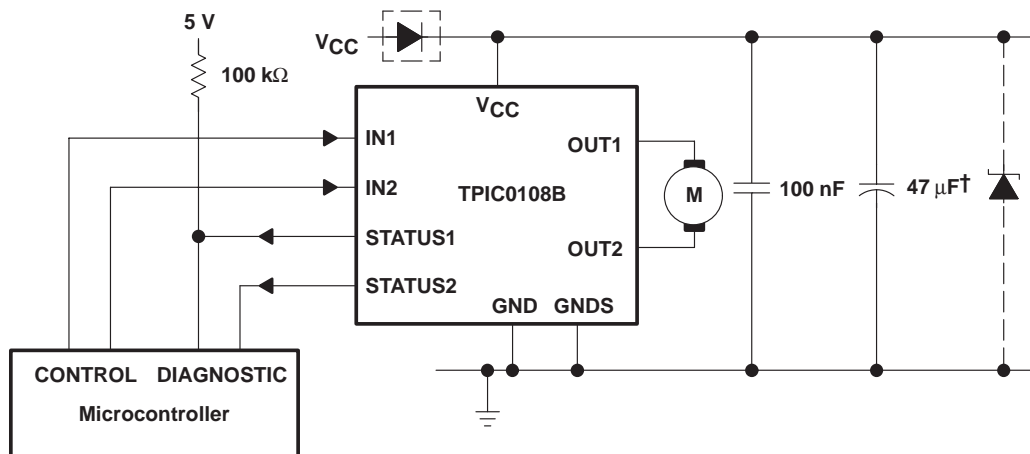 5 V
VCC
100 kΩ
VCC
IN1
OUT1
IN2
TPIC0108B
M
100 nF
47 μF†
STATUS1
OUT2
STATUS2
GND GNDS
CONTROL DIAGNOSTIC
Microcontroller